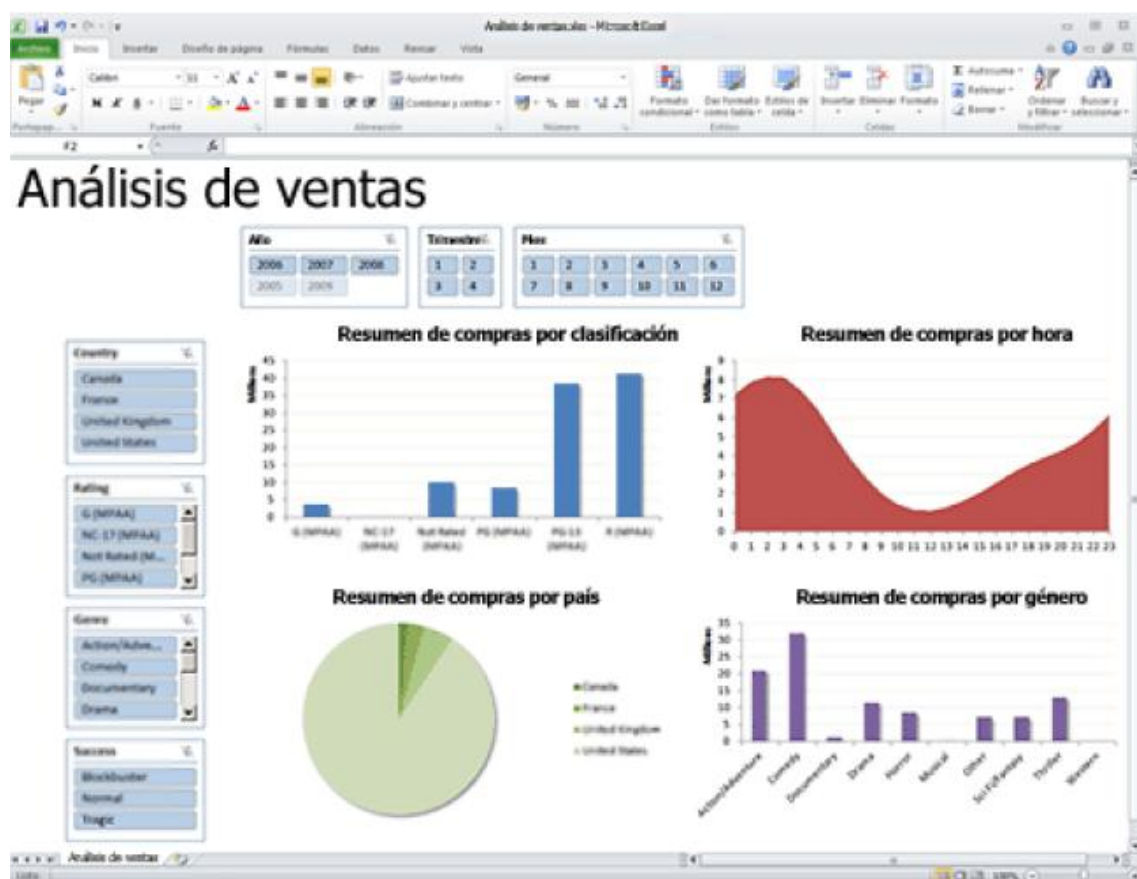 Análisis de ventas.xlsx - Microsoft Excel
Archivo Inicio Insertar Diseño de página Fórmulas Datos Revisar Vista
Calibri 11 Ajustar texto General Autosuma
Pegar Rellenar
N K S Combinar y centrar % Formato condicional Dar formato como tabla Estilos de celda Insertar Eliminar Formato Borrar Ordenar y filtrar Buscar y seleccionar
Portapap... Fuente Alineación Número Estilos Celdas Modificar
F2 fx
Análisis de ventas
Año
2006 2007 2008
2005 2009
Trimestre
1 2
3 4
Mes
1 2 3 4 5 6
7 8 9 10 11 12
Country
Canada
France
United Kingdom
United States
Rating
G (MPAA)
NC-17 (MPAA)
Not Rated (M...
PG (MPAA)
Genre
Action/Adve...
Comedy
Documentary
Drama
Success
Blockbuster
Normal
Tragic
Resumen de compras por clasificación
Millions
45
40
35
30
25
20
15
10
5
0
G (MPAA) NC-17 (MPAA) Not Rated (MPAA) PG (MPAA) PG-13 (MPAA) R (MPAA)
Resumen de compras por hora
Millions
9
8
7
6
5
4
3
2
1
0
0 1 2 3 4 5 6 7 8 9 10 11 12 13 14 15 16 17 18 19 20 21 22 23
Resumen de compras por país
Canada
France
United Kingdom
United States
Resumen de compras por género
Millions
35
30
25
20
15
10
5
0
Action/Adventure Comedy Documentary Drama Horror Musical Other Sci-Fi/Fantasy Thriller Western
Análisis de ventas
Listo 100%